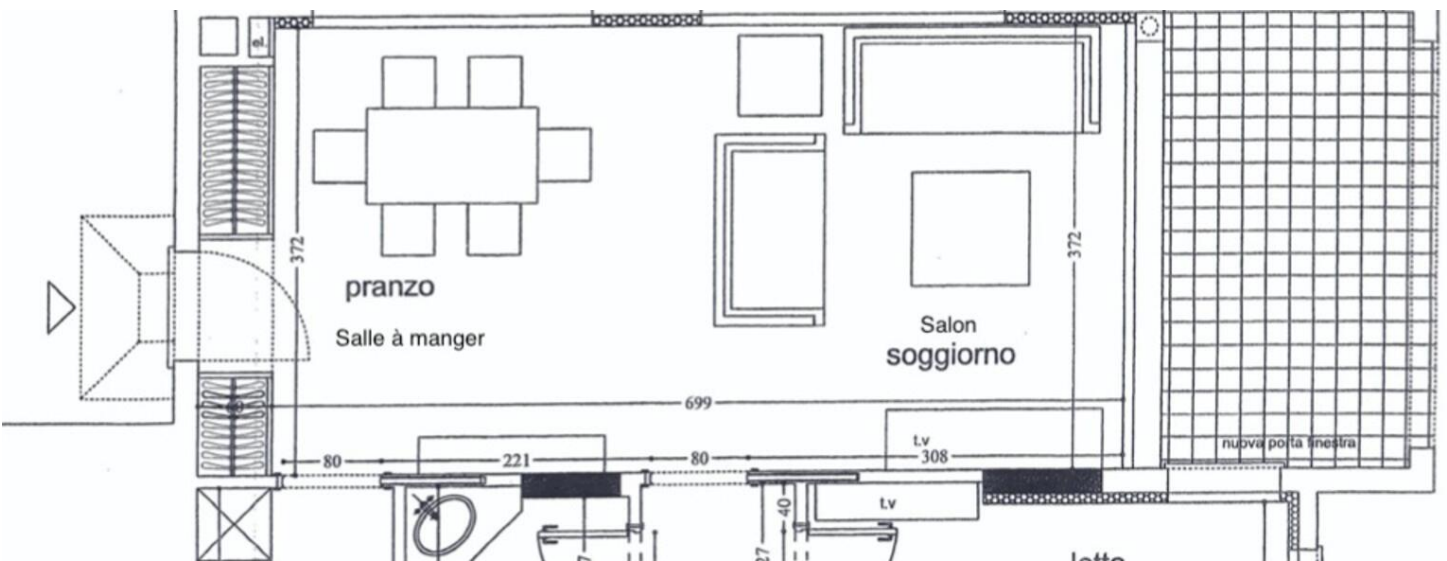 el.
372
372
pranzo
Salle à manger
Salon
soggiorno
699
t.v
80
221
80
308
nuova porta finestra
t.v
40
27
7
letto